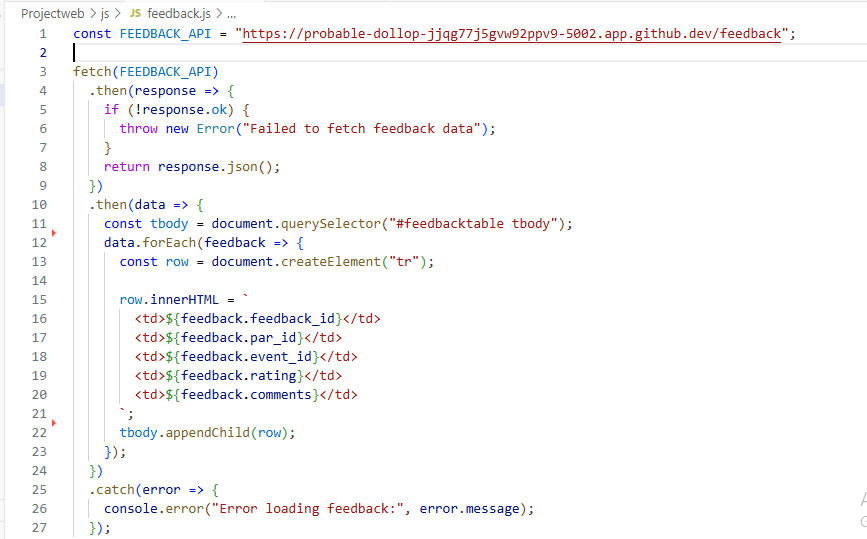 Projectweb > js > JS feedback.js > ...
1 const FEEDBACK_API = "https://probable-dollop-jjqg77j5gvw92ppv9-5002.app.github.dev/feedback";
2
3 fetch(FEEDBACK_API)
4   .then(response => {
5     if (!response.ok) {
6       throw new Error("Failed to fetch feedback data");
7     }
8     return response.json();
9   })
10   .then(data => {
11     const tbody = document.querySelector("#feedbacktable tbody");
12     data.forEach(feedback => {
13       const row = document.createElement("tr");
14
15       row.innerHTML = `
16         <td>${feedback.feedback_id}</td>
17         <td>${feedback.par_id}</td>
18         <td>${feedback.event_id}</td>
19         <td>${feedback.rating}</td>
20         <td>${feedback.comments}</td>
21       `;
22       tbody.appendChild(row);
23     });
24   })
25   .catch(error => {
26     console.error("Error loading feedback:", error.message);
27   });